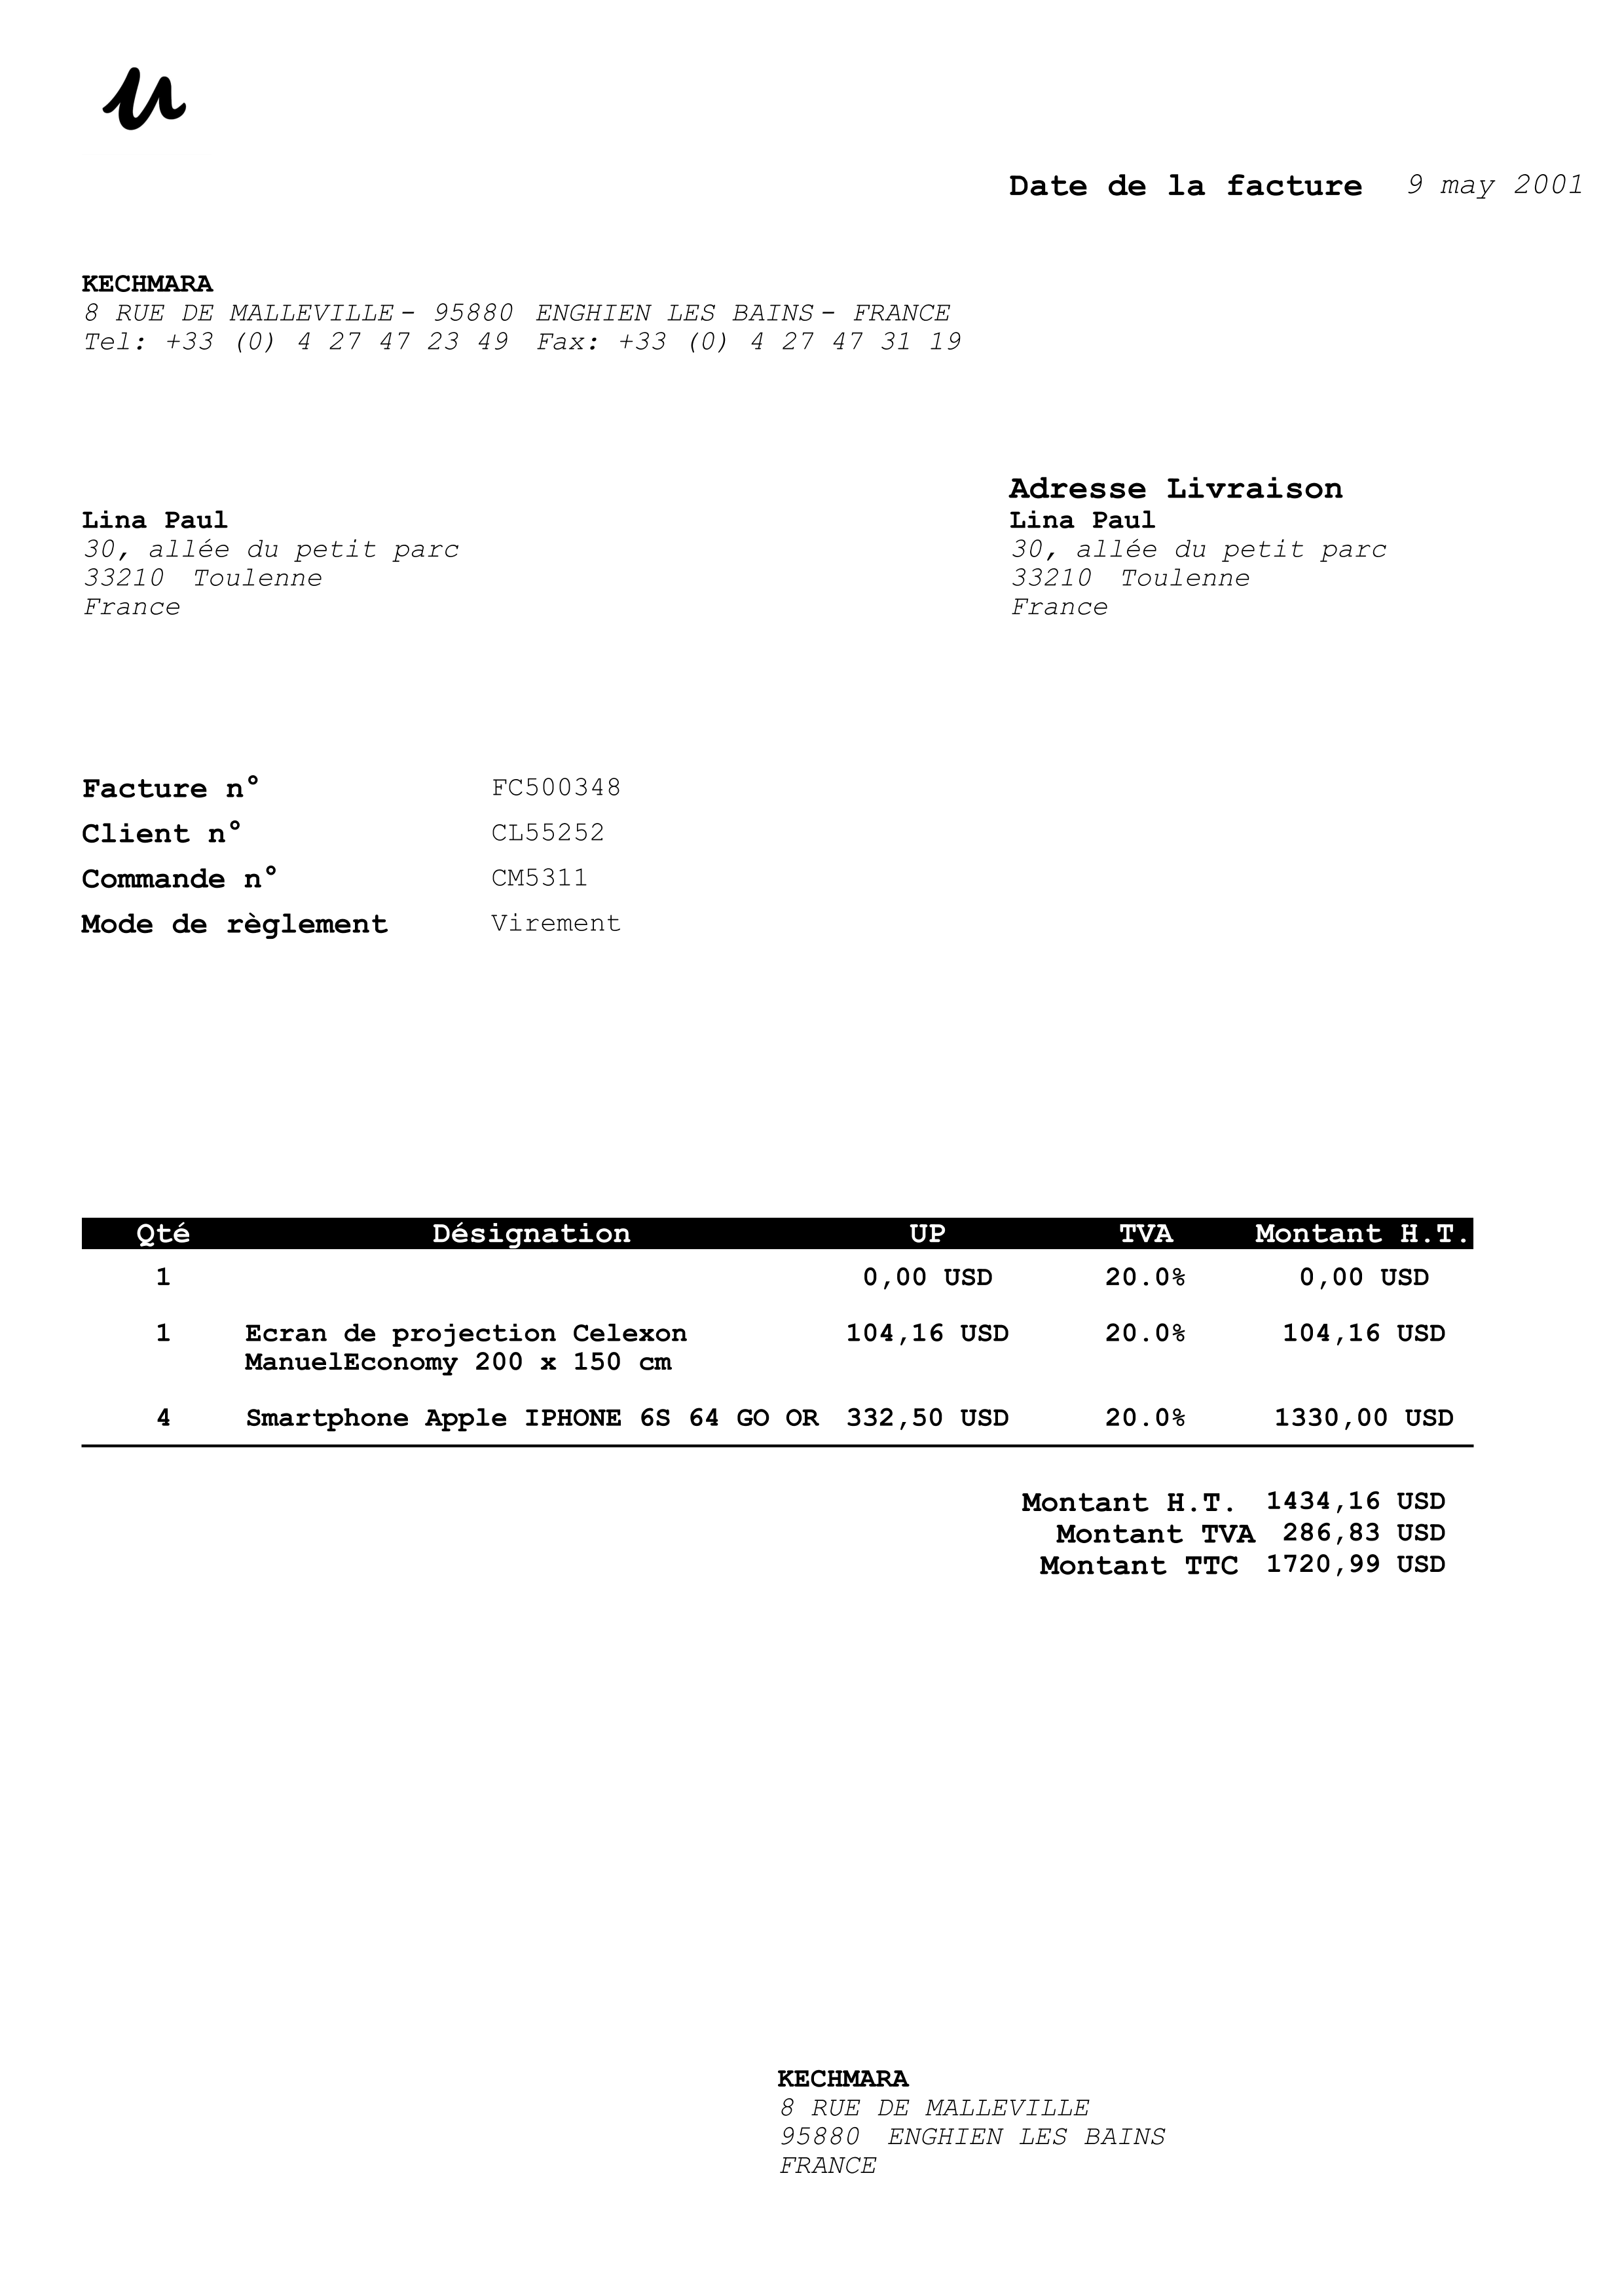 u
Date de la facture 9 may 2001
KECHMARA
8 RUE DE MALLEVILLE - 95880 ENGHIEN LES BAINS - FRANCE
Tel: +33 (0) 4 27 47 23 49 Fax: +33 (0) 4 27 47 31 19
Adresse Livraison
Lina Paul
30, allée du petit parc
33210 Toulenne
France
Lina Paul
30, allée du petit parc
33210 Toulenne
France
Facture n° FC500348
Client n° CL55252
Commande n° CM5311
Mode de règlement Virement
Qté Désignation UP TVA Montant H.T.
1 0,00 USD 20.0% 0,00 USD
1 Ecran de projection Celexon 104,16 USD 20.0% 104,16 USD
ManuelEconomy 200 x 150 cm
4 Smartphone Apple IPHONE 6S 64 GO OR 332,50 USD 20.0% 1330,00 USD
Montant H.T. 1434,16 USD
Montant TVA 286,83 USD
Montant TTC 1720,99 USD
KECHMARA
8 RUE DE MALLEVILLE
95880 ENGHIEN LES BAINS
FRANCE